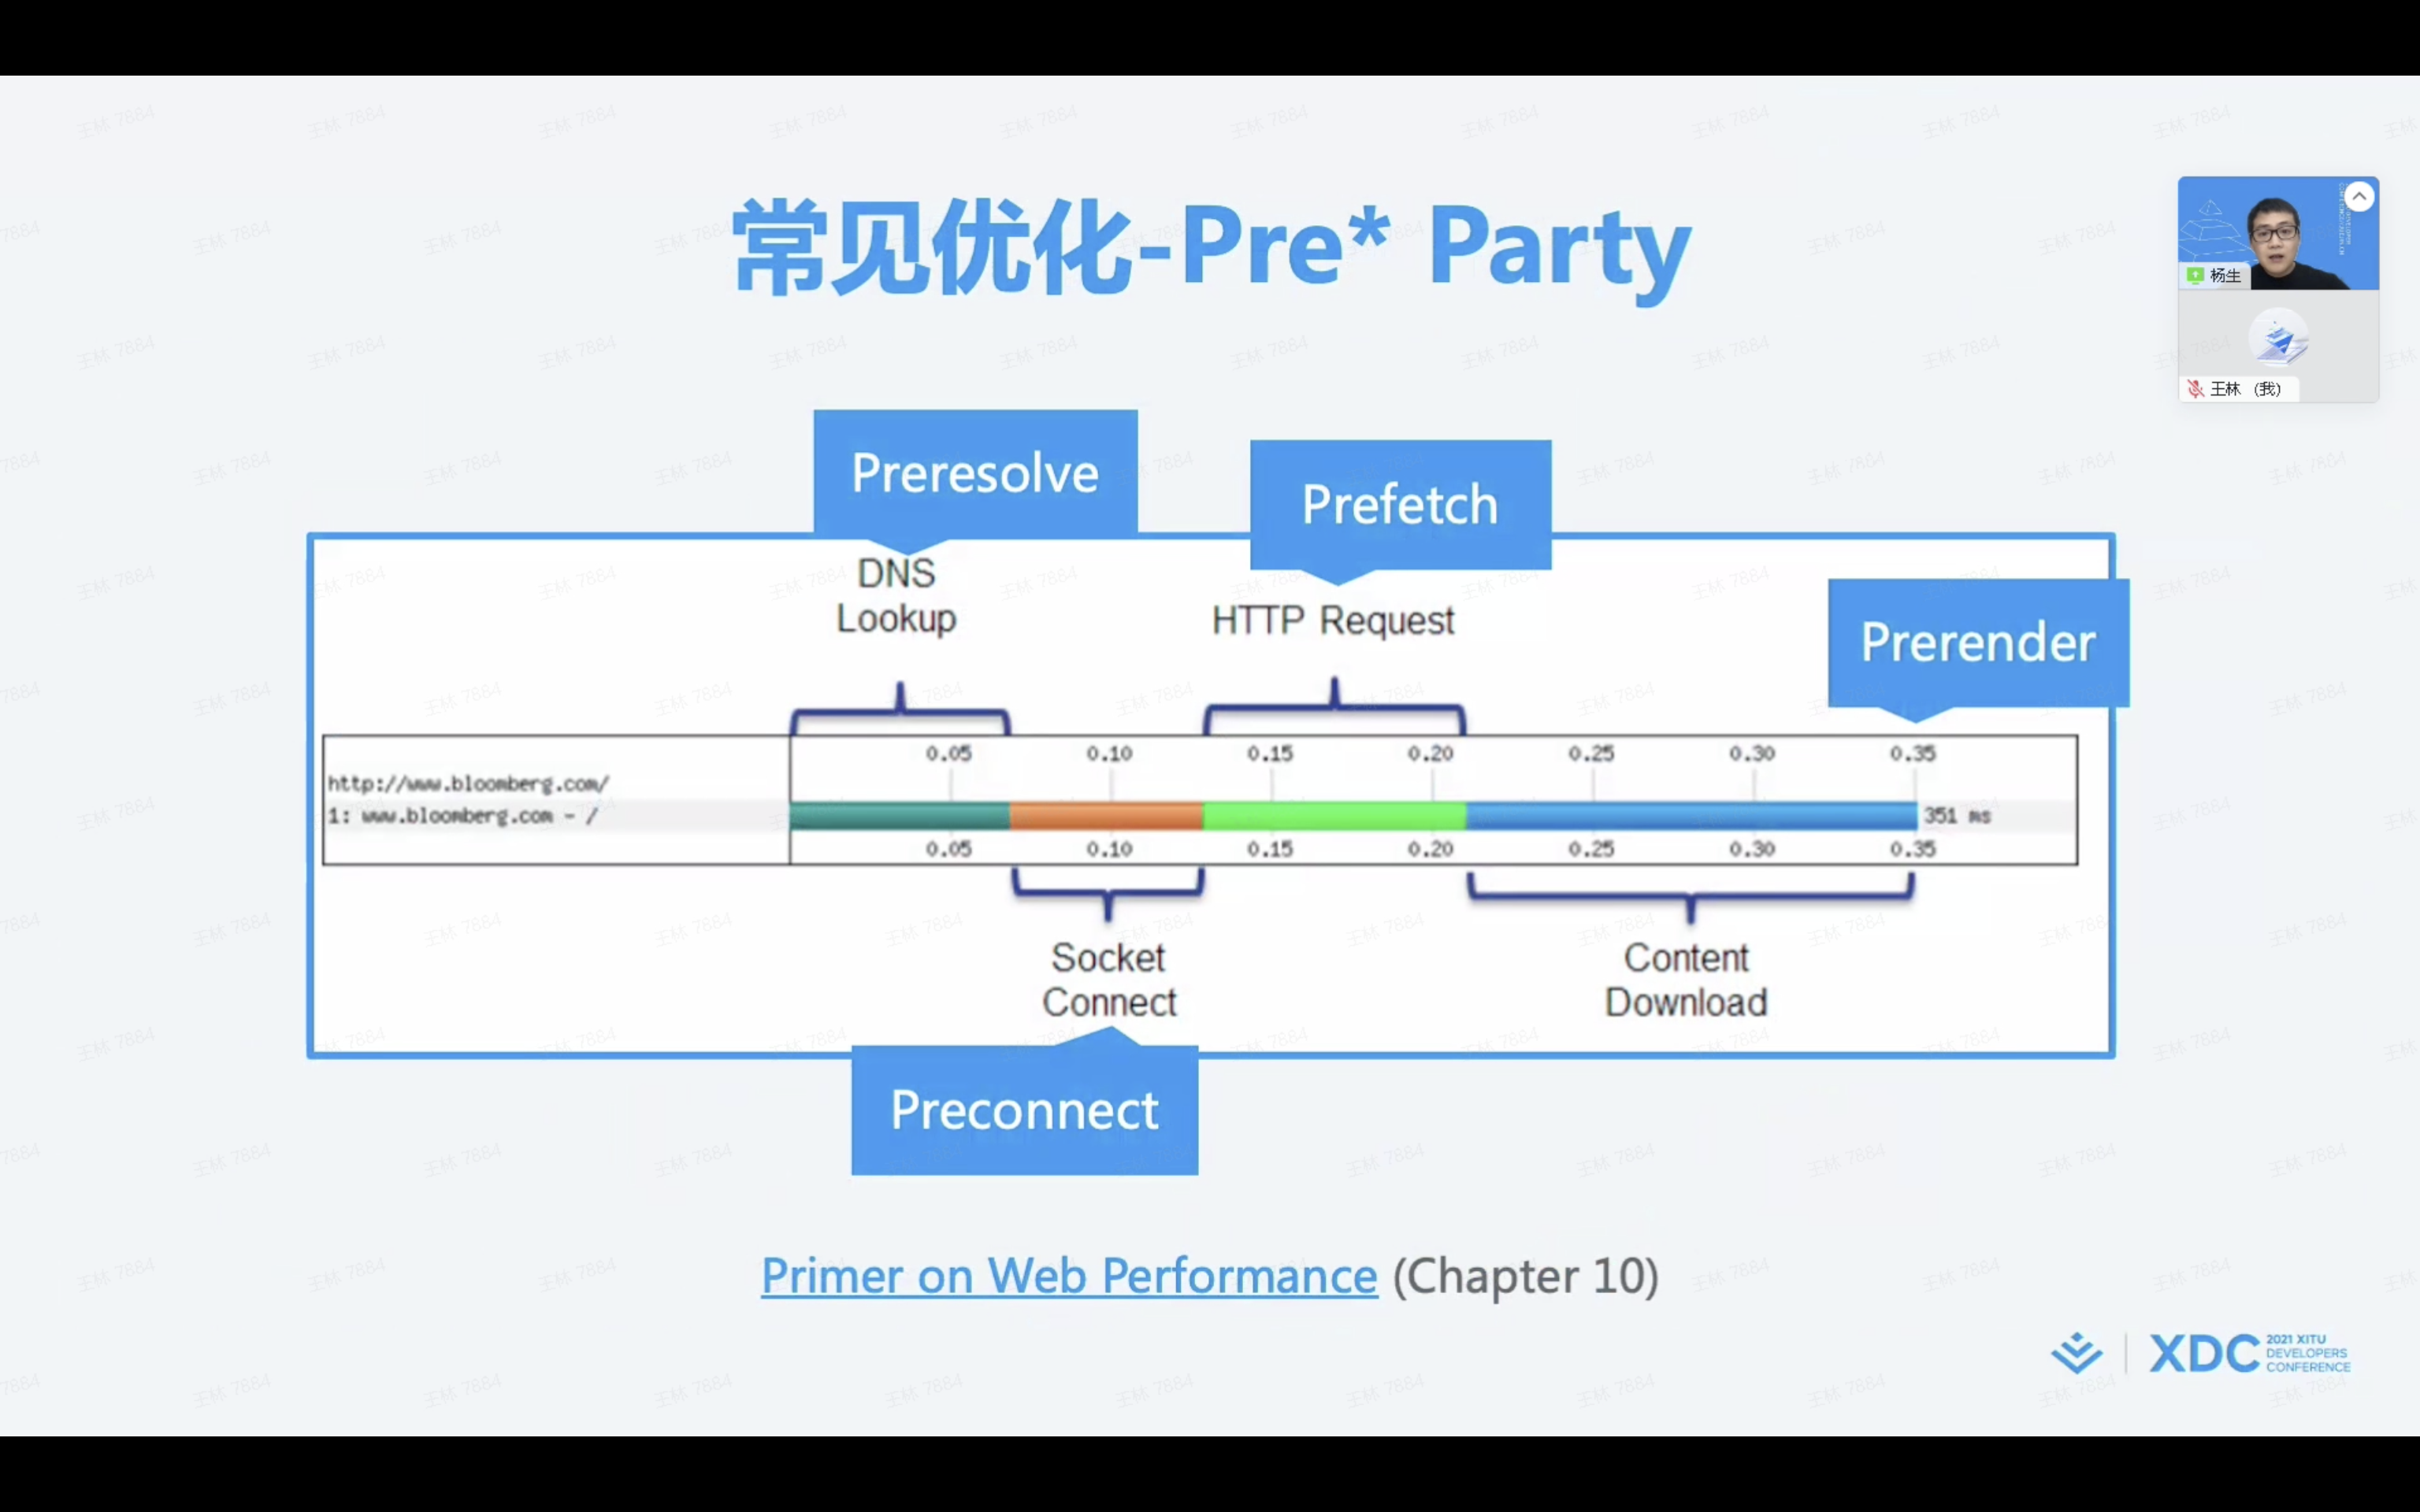 常见优化-Pre* Party
杨生
王林 (我)
Preresolve
Prefetch
Prerender
DNS
Lookup
HTTP Request
0.05 0.10 0.15 0.20 0.25 0.30 0.35
http://www.bloomberg.com/
1: www.bloomberg.com - /
351 ms
0.05 0.10 0.15 0.20 0.25 0.30 0.35
Socket
Connect
Content
Download
Preconnect
Primer on Web Performance (Chapter 10)
XDC
2021 XITU
DEVELOPERS
CONFERENCE
王林 7884